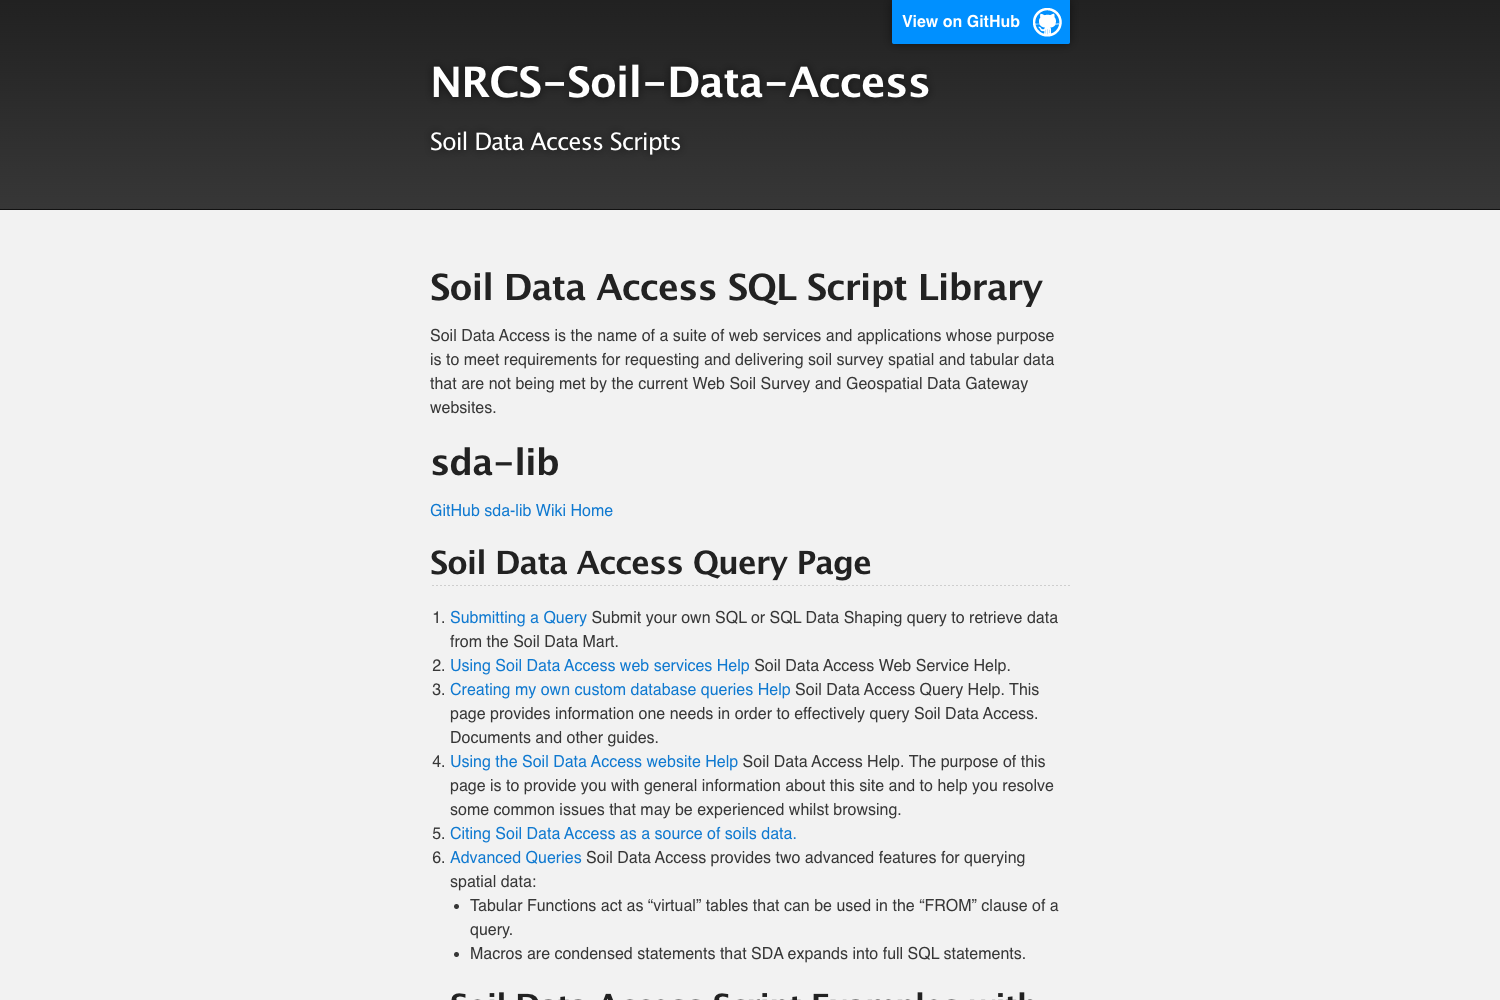 View on GitHub
NRCS-Soil-Data-Access
Soil Data Access Scripts
Soil Data Access SQL Script Library
Soil Data Access is the name of a suite of web services and applications whose purpose
is to meet requirements for requesting and delivering soil survey spatial and tabular data
that are not being met by the current Web Soil Survey and Geospatial Data Gateway
websites.
sda-lib
GitHub sda-lib Wiki Home
Soil Data Access Query Page
1. Submitting a Query Submit your own SQL or SQL Data Shaping query to retrieve data
from the Soil Data Mart.
2. Using Soil Data Access web services Help Soil Data Access Web Service Help.
3. Creating my own custom database queries Help Soil Data Access Query Help. This
page provides information one needs in order to effectively query Soil Data Access.
Documents and other guides.
4. Using the Soil Data Access website Help Soil Data Access Help. The purpose of this
page is to provide you with general information about this site and to help you resolve
some common issues that may be experienced whilst browsing.
5. Citing Soil Data Access as a source of soils data.
6. Advanced Queries Soil Data Access provides two advanced features for querying
spatial data:
• Tabular Functions act as “virtual” tables that can be used in the “FROM” clause of a
query.
• Macros are condensed statements that SDA expands into full SQL statements.
Soil Data Access Script Examples with